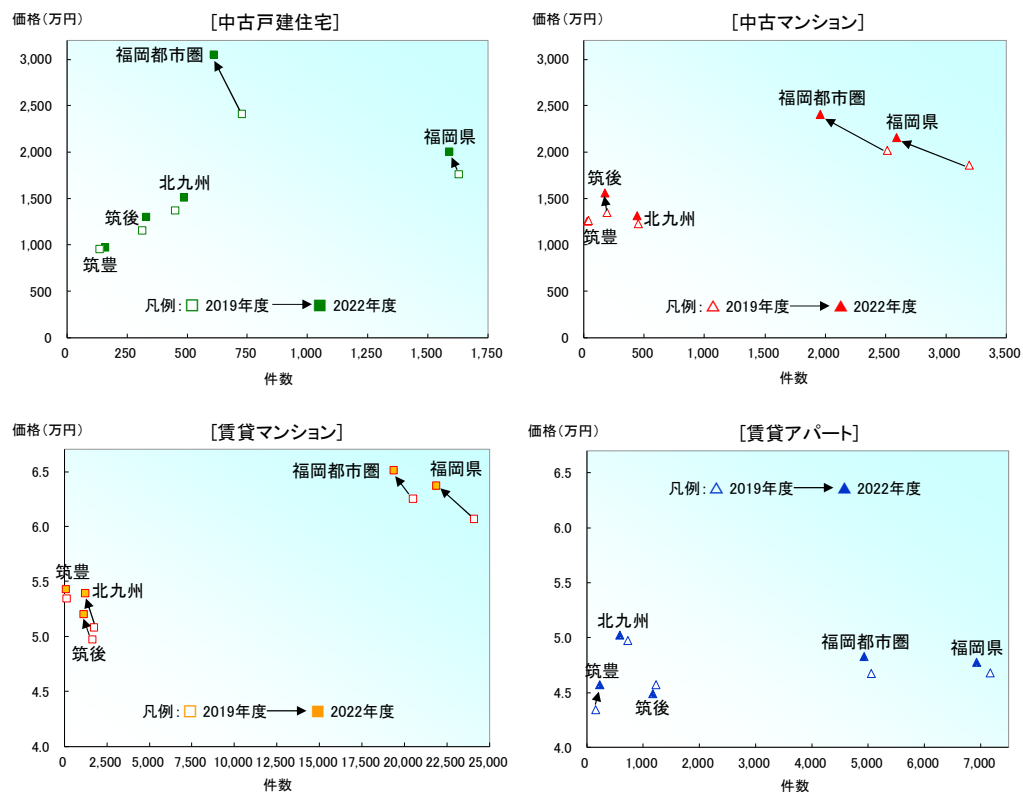 価格（万円）
［中古戸建住宅］
3,000
2,500
2,000
1,500
1,000
500
0
福岡都市圏
福岡県
北九州
筑後
筑豊
凡例： 2019年度 2022年度
0 250 500 750 1,000 1,250 1,500 1,750
件数
価格（万円）
［中古マンション］
3,000
2,500
2,000
1,500
1,000
500
0
福岡都市圏
福岡県
筑後
北九州
筑豊
凡例： 2019年度 2022年度
0 500 1,000 1,500 2,000 2,500 3,000 3,500
件数
価格（万円）
［賃貸マンション］
6.5
6.0
5.5
5.0
4.5
4.0
福岡都市圏
福岡県
筑豊
北九州
筑後
凡例： 2019年度 2022年度
0 2,500 5,000 7,500 10,000 12,500 15,000 17,500 20,000 22,500 25,000
件数
価格（万円）
［賃貸アパート］
6.5
6.0
5.5
5.0
4.5
4.0
凡例： 2019年度 2022年度
北九州
福岡都市圏
福岡県
筑豊
筑後
0 1,000 2,000 3,000 4,000 5,000 6,000 7,000
件数